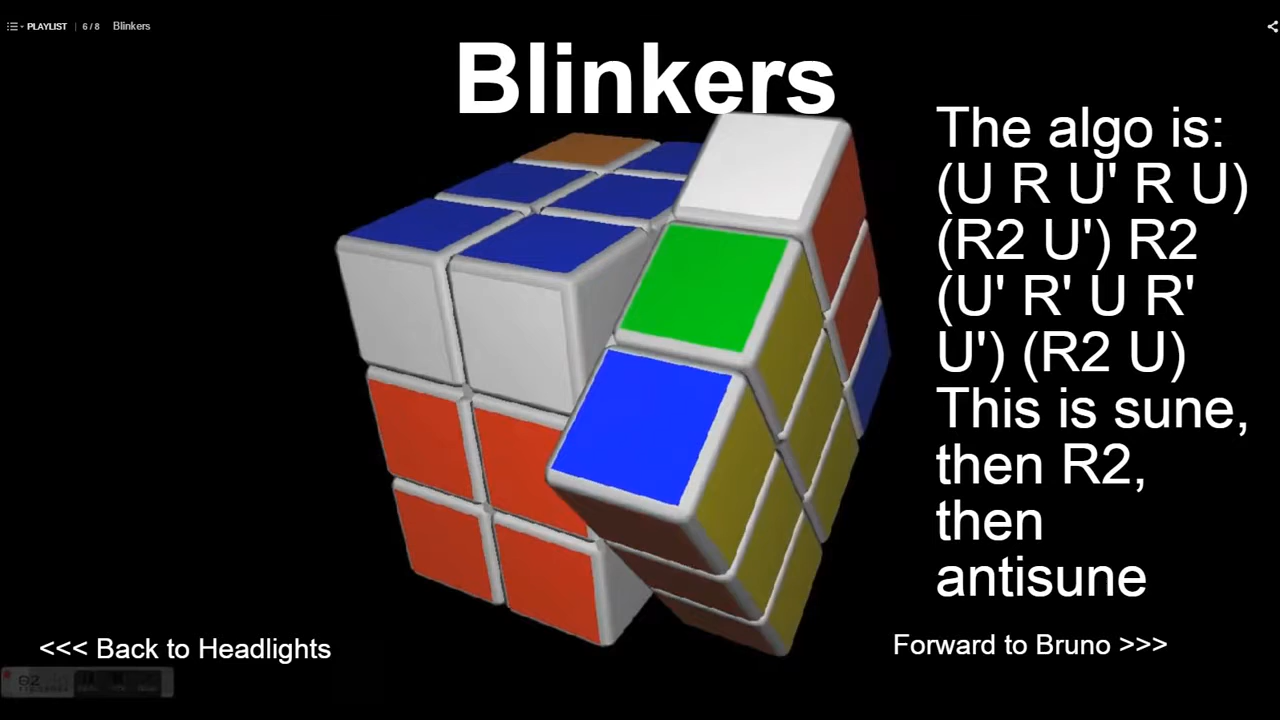 PLAYLIST | 6 / 8 Blinkers
Blinkers
The algo is:
(U R U' R U)
(R2 U') R2
(U' R' U R'
U') (R2 U)
This is sune,
then R2,
then
antisune
<<< Back to Headlights
Forward to Bruno >>>